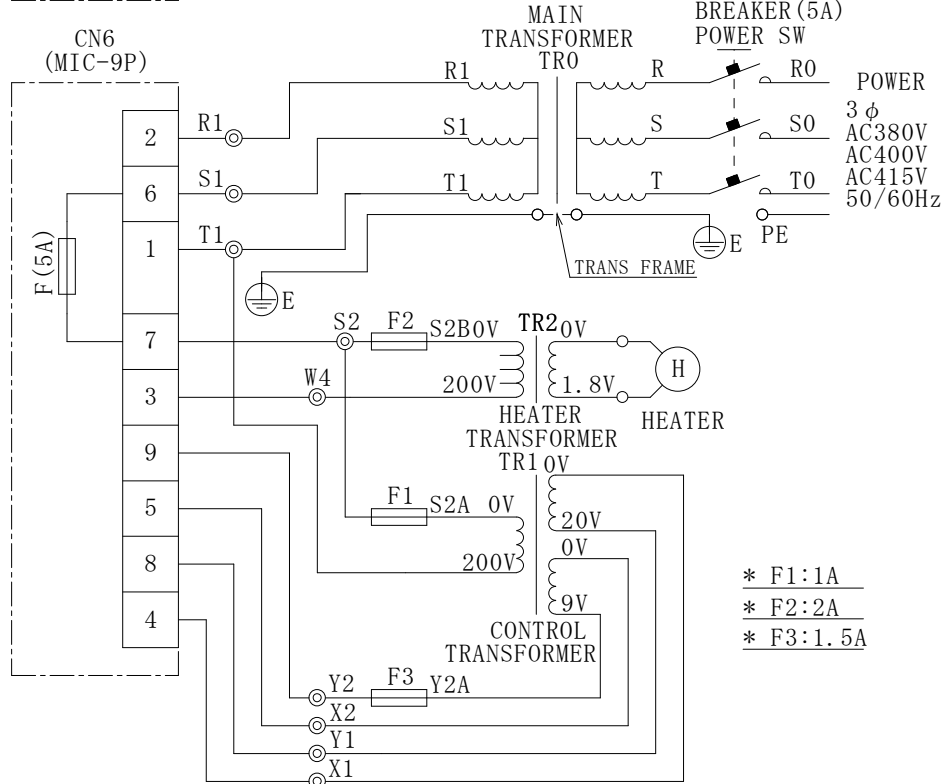 CN6
(MIC-9P)
MAIN
TRANSFORMER
TR0
BREAKER(5A)
POWER SW
R1
R
R0
POWER
3φ
AC380V
AC400V
AC415V
50/60Hz
2
R1
S1
S
S0
6
S1
T1
T
T0
1
T1
F(5A)
E
E
PE
TRANS FRAME
7
S2
F2
S2B
0V
TR2
0V
3
W4
200V
1.8V
H
HEATER
HEATER
TRANSFORMER
9
TR1
0V
5
F1
S2A
0V
20V
8
200V
0V
4
9V
CONTROL
TRANSFORMER
* F1:1A
* F2:2A
* F3:1.5A
Y2
F3
Y2A
X2
Y1
X1